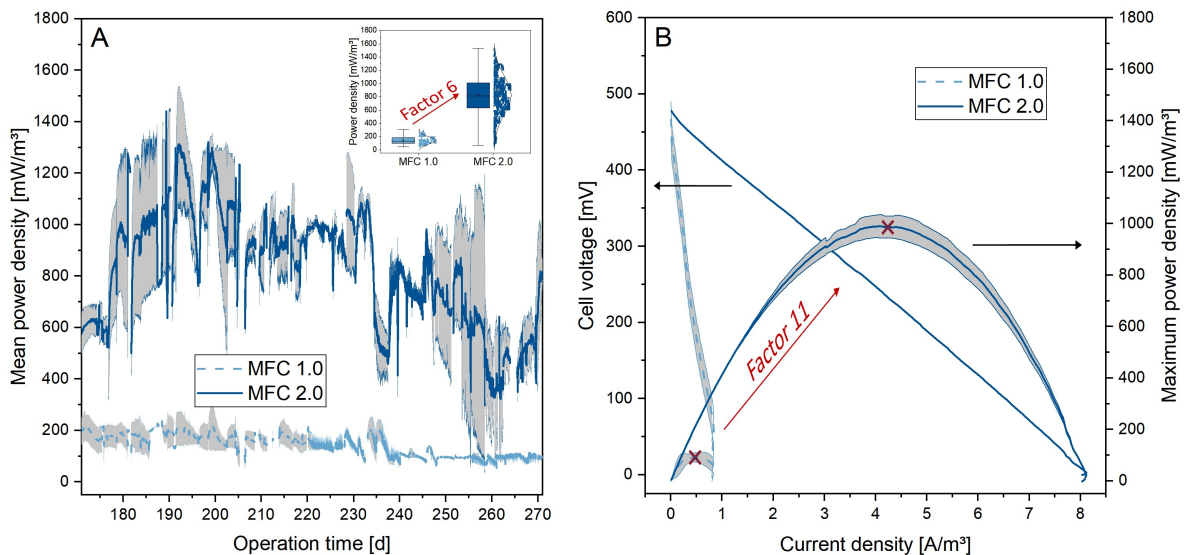 A
Mean power density [mW/m³]
1800
1600
1400
1200
1000
800
600
400
200
0
180 190 200 210 220 230 240 250 260 270
Operation time [d]
MFC 1.0
MFC 2.0
Power density [mW/m³]
1800
1600
1400
1200
1000
800
600
400
200
0
Factor 6
MFC 1.0 MFC 2.0
B
Cell voltage [mV]
600
500
400
300
200
100
0
0 1 2 3 4 5 6 7 8
Current density [A/m³]
MFC 1.0
MFC 2.0
Factor 11
1800
1600
1400
1200
1000
800
600
400
200
0
Maximum power density [mW/m³]